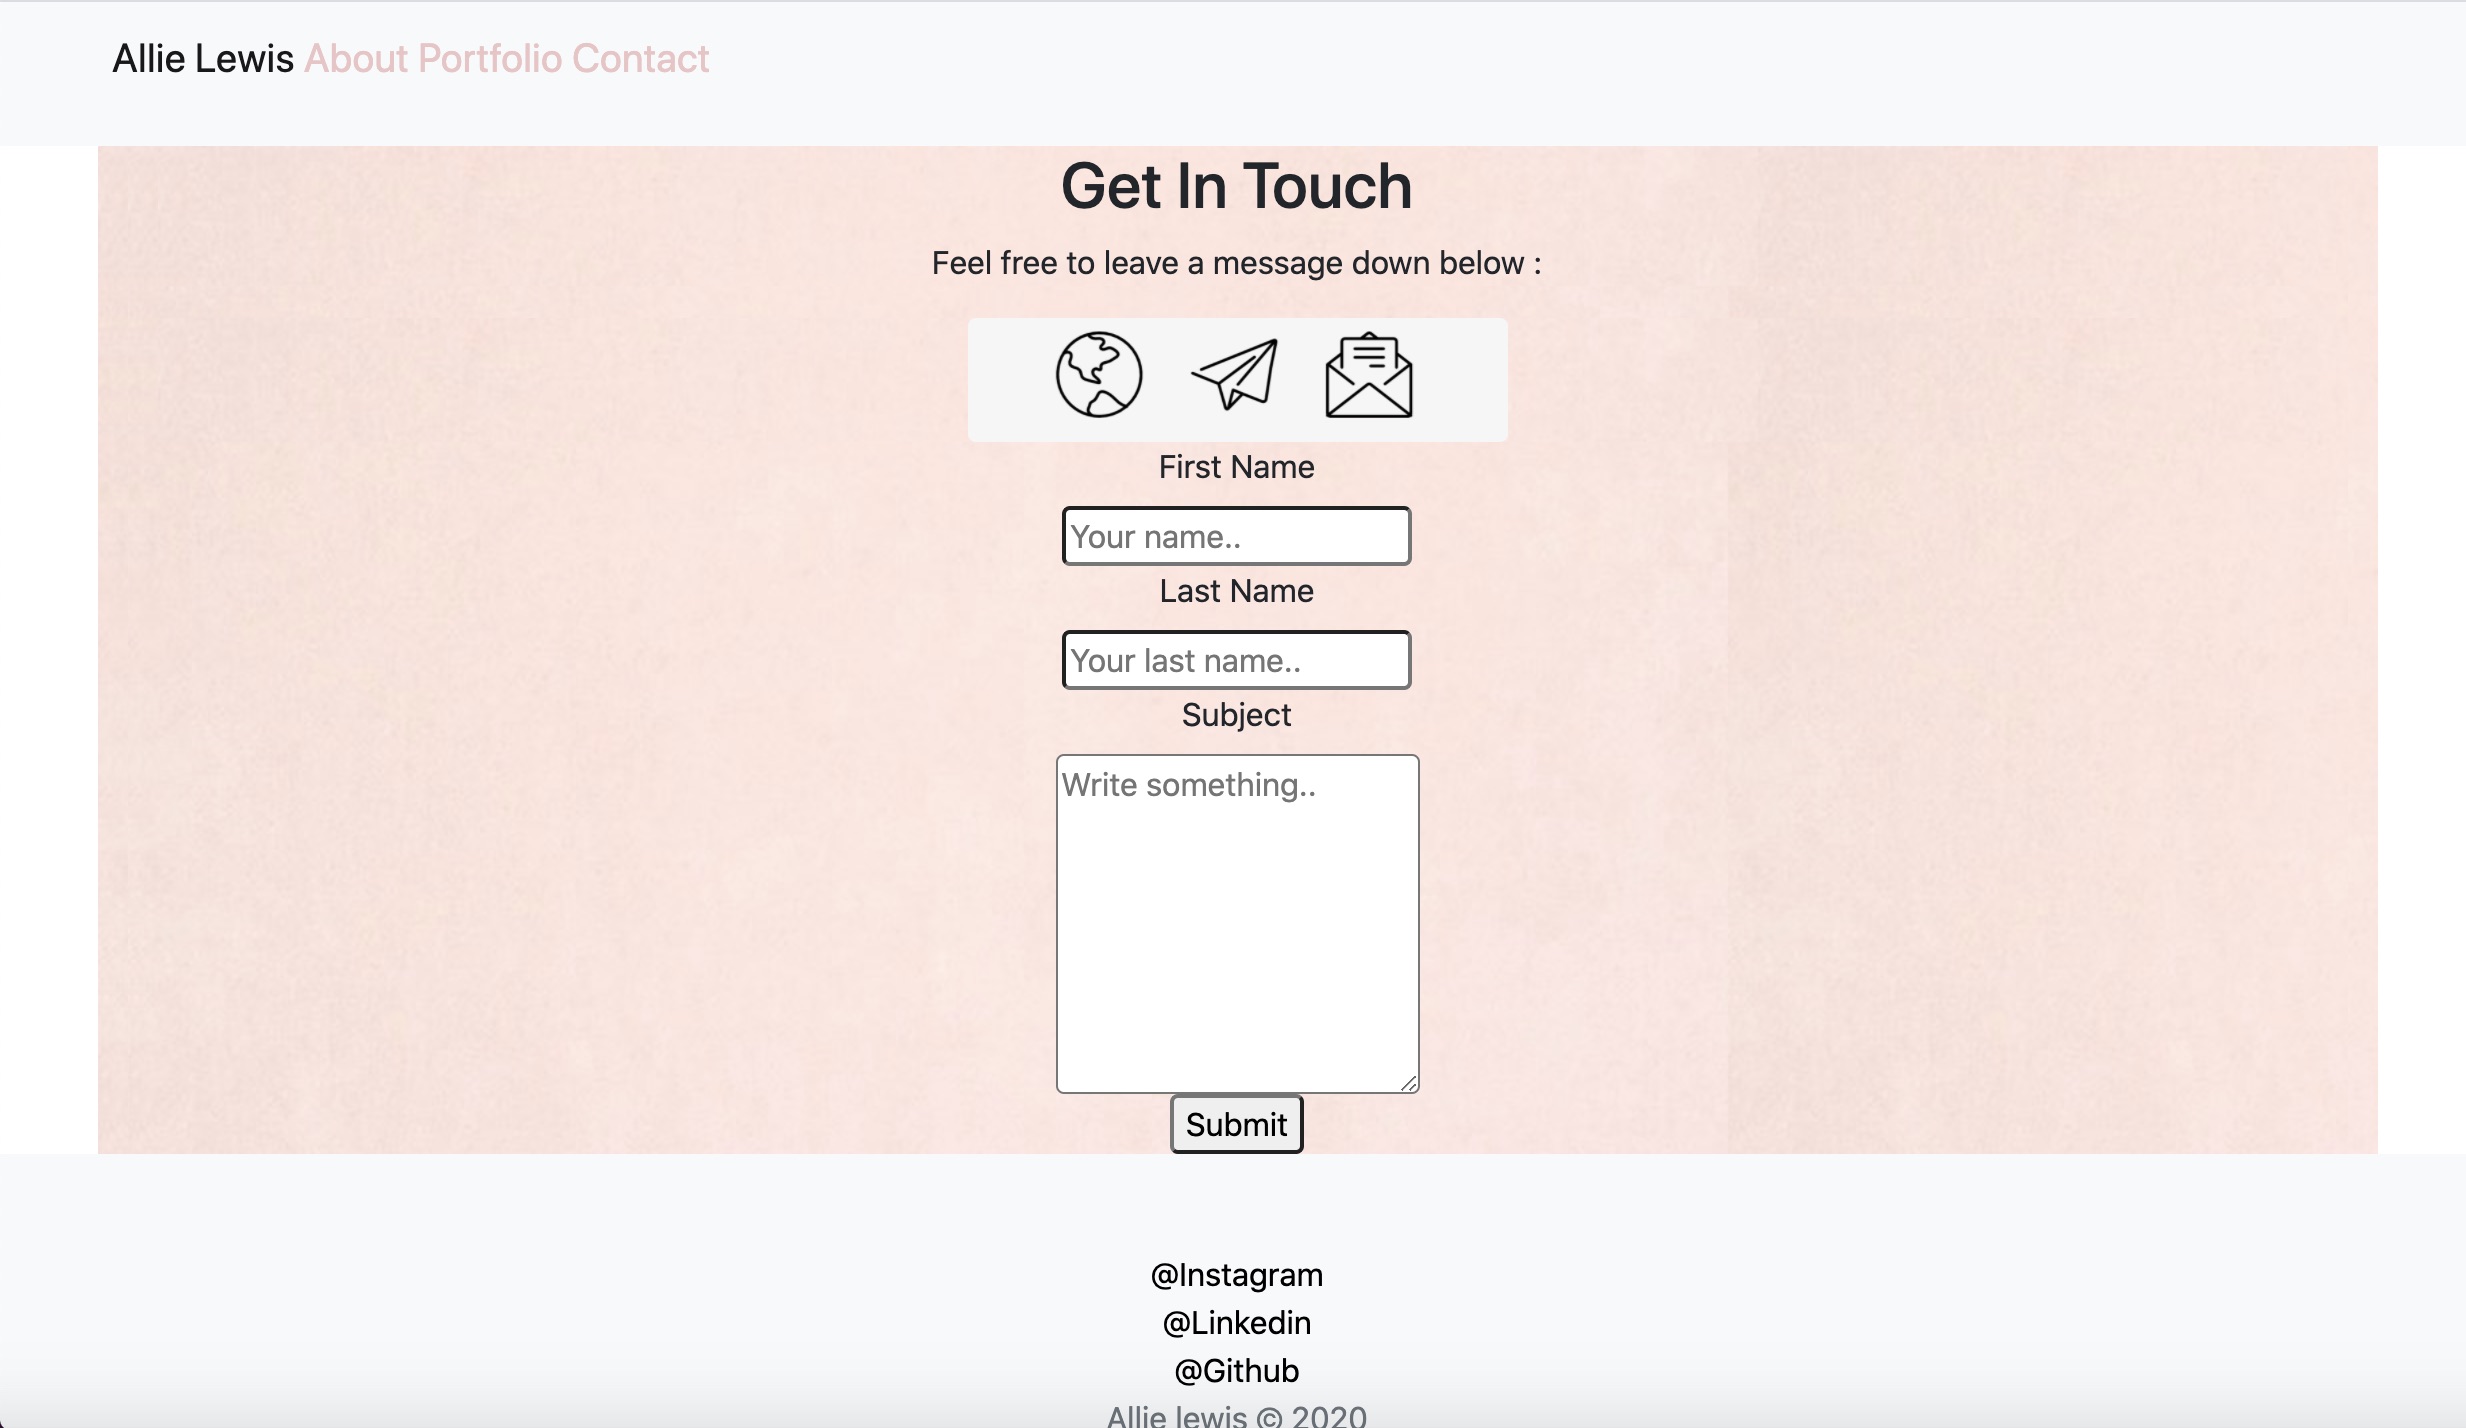 Allie Lewis About Portfolio Contact
Get In Touch
Feel free to leave a message down below :
First Name
Your name..
Last Name
Your last name..
Subject
Write something..
Submit
@Instagram
@Linkedin
@Github
Allie lewis © 2020